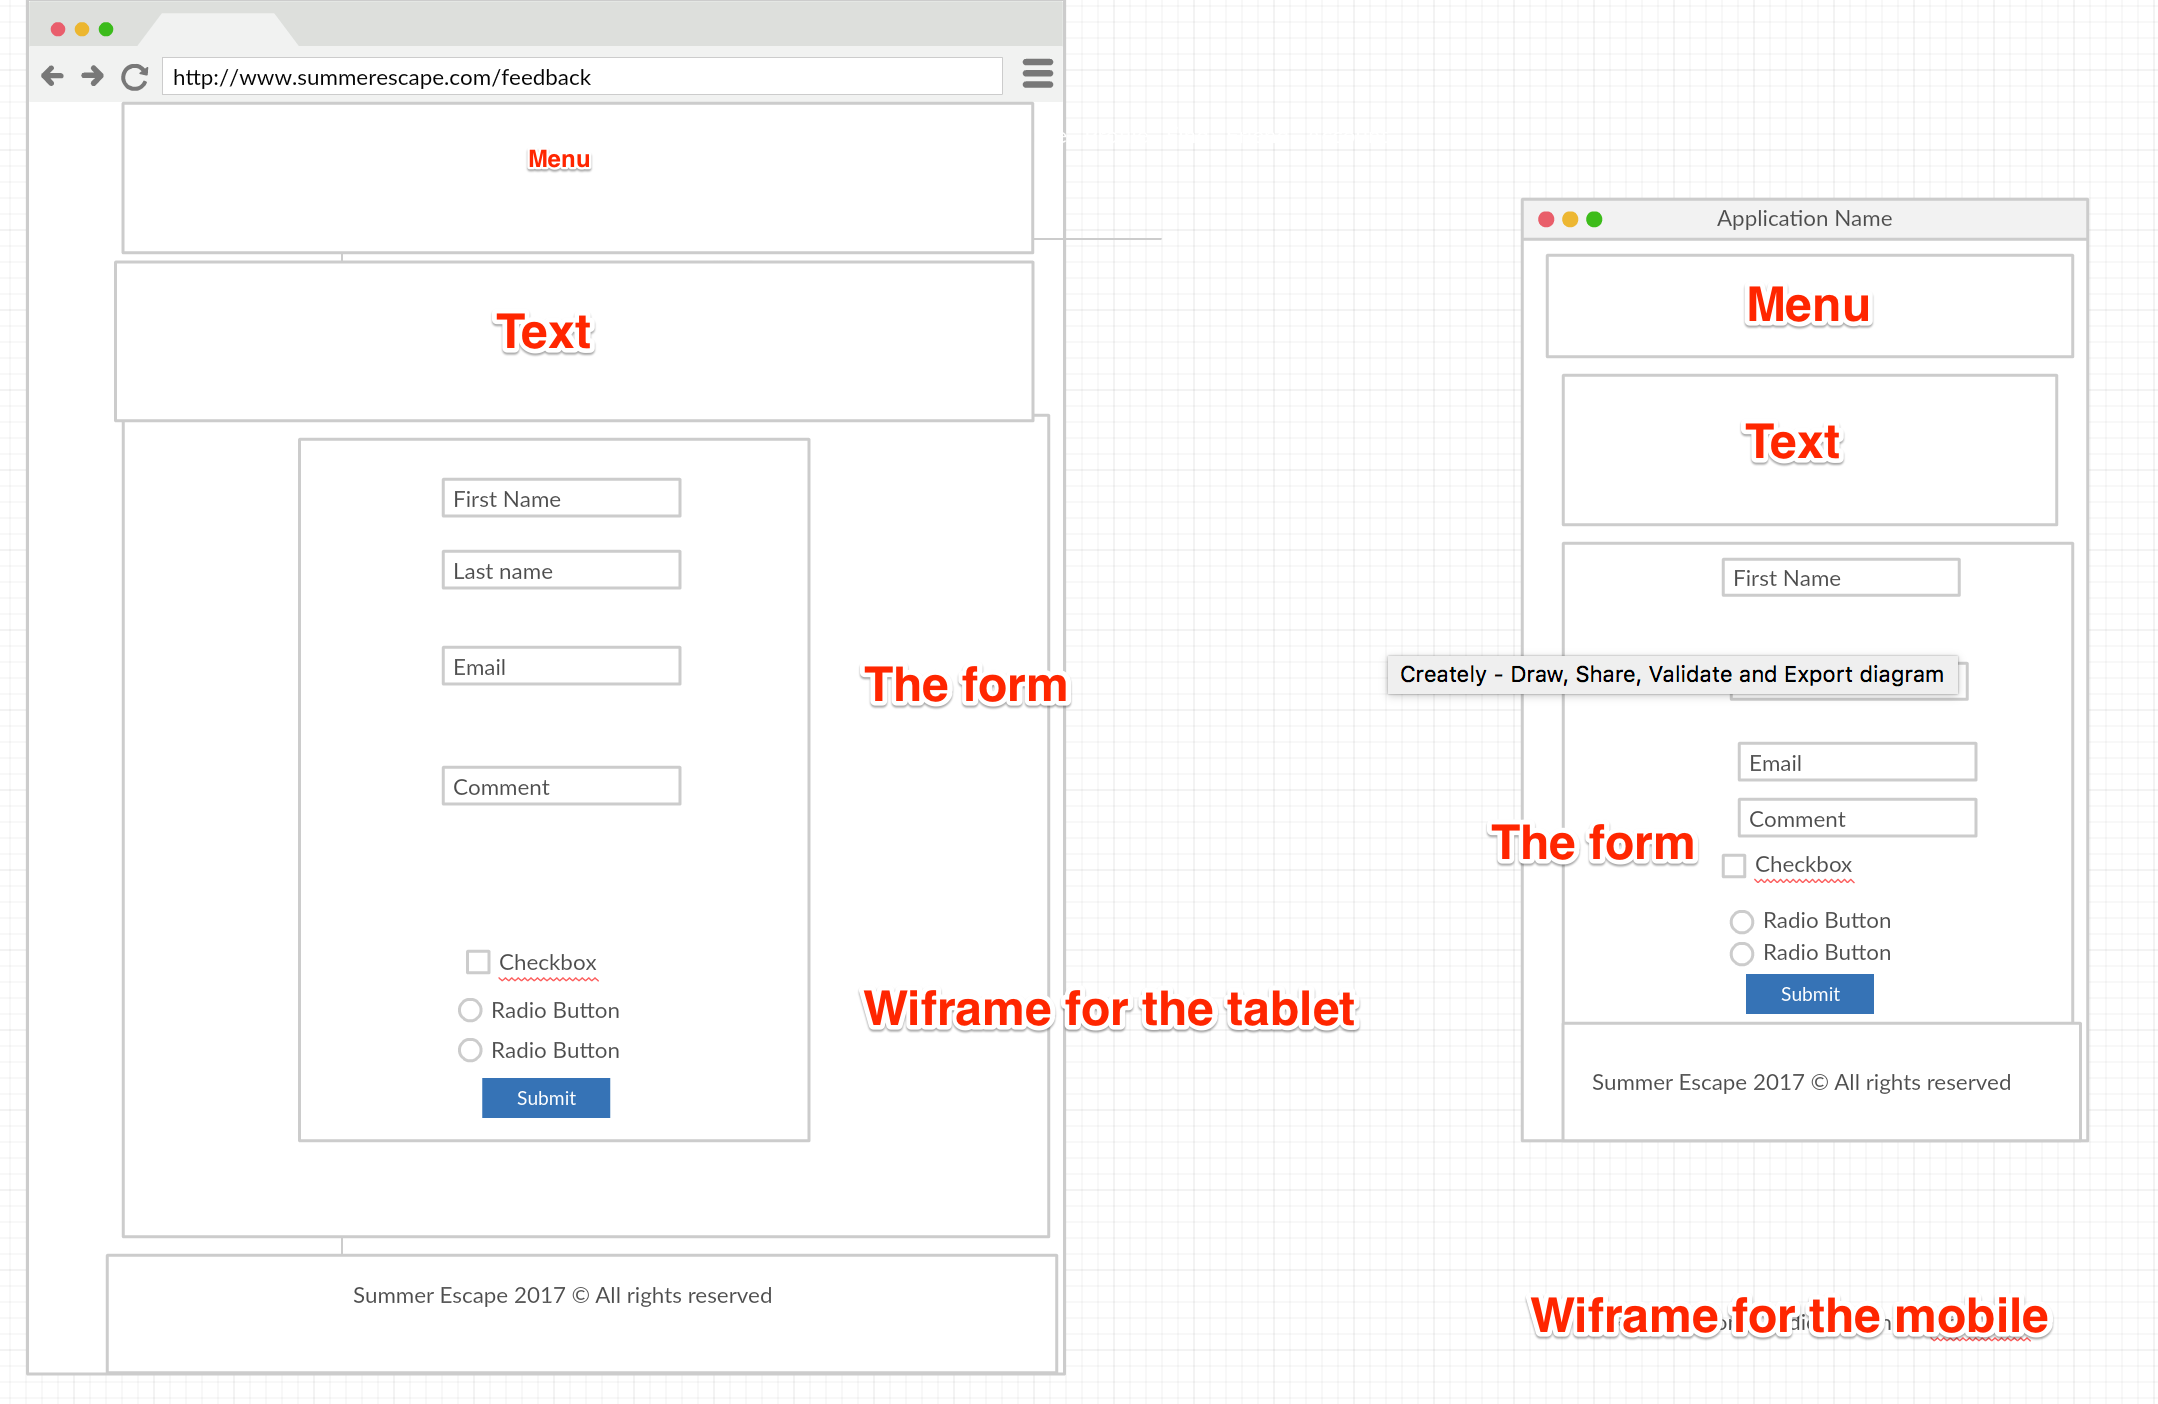 http://www.summerescape.com/feedback
Menu
Text
First Name
Last name
Email
Comment
The form
Checkbox
Radio Button
Radio Button
Submit
Wiframe for the tablet
Summer Escape 2017 © All rights reserved
Application Name
Menu
Text
First Name
Creately - Draw, Share, Validate and Export diagram
Email
Comment
The form
Checkbox
Radio Button
Radio Button
Submit
Summer Escape 2017 © All rights reserved
Wiframe for the mobile